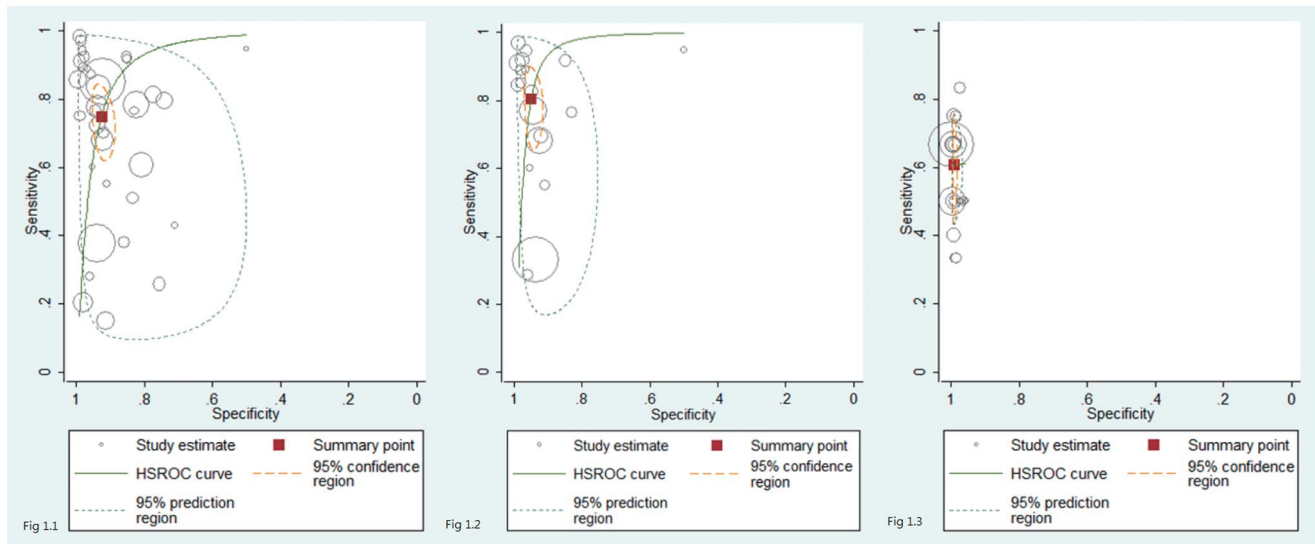 1
.8
.6
.4
.2
0
Sensitivity
1
.8
.6
.4
.2
0
Specificity
Study estimate
Summary point
HSROC curve
95% confidence
region
95% prediction
region
Fig 1.1
1
.8
.6
.4
.2
0
Sensitivity
1
.8
.6
.4
.2
0
Specificity
Study estimate
Summary point
HSROC curve
95% confidence
region
95% prediction
region
Fig 1.2
1
.8
.6
.4
.2
0
Sensitivity
1
.8
.6
.4
.2
0
Specificity
Study estimate
Summary point
HSROC curve
95% confidence
region
95% prediction
region
Fig 1.3